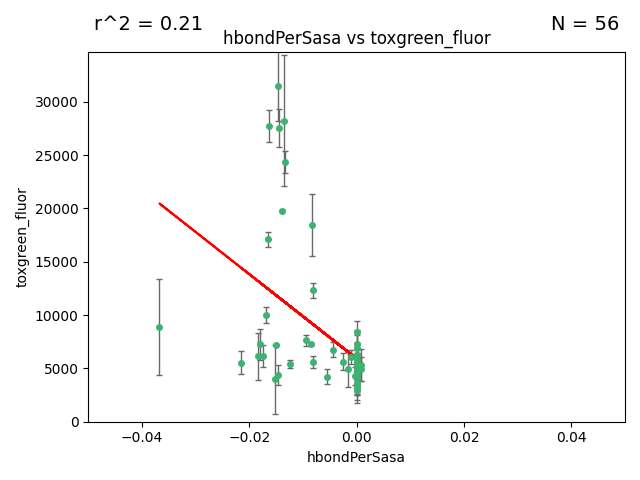 r^2 = 0.21
N = 56
hbondPerSasa vs toxgreen_fluor
toxgreen_fluor
30000
25000
20000
15000
10000
5000
0
−0.04
−0.02
0.00
0.02
0.04
hbondPerSasa